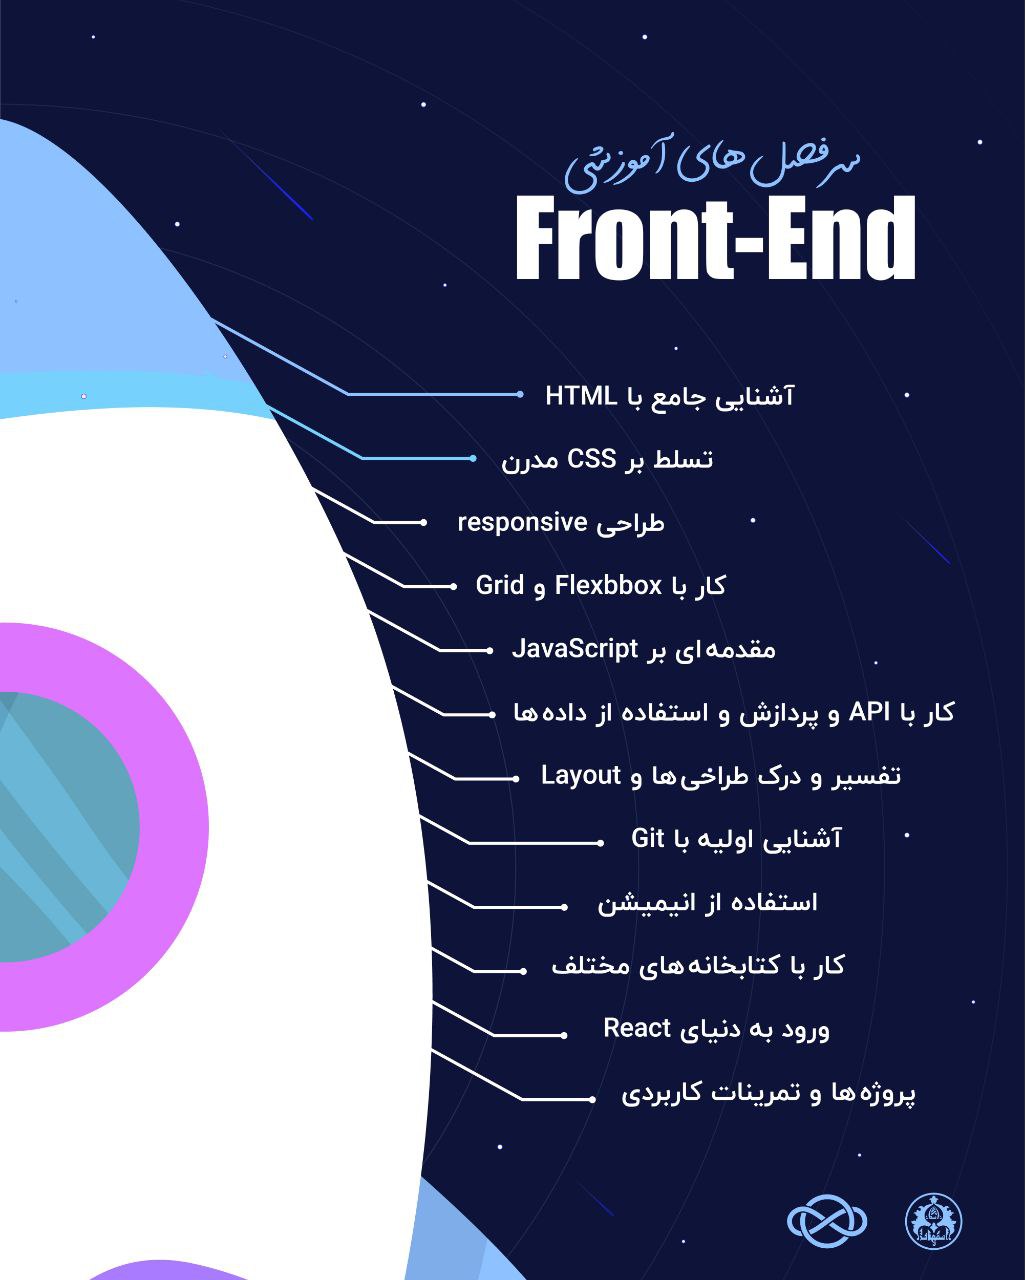 سرفصل های آموزشی
Front-End
آشنایی جامع با HTML
تسلط بر CSS مدرن
طراحی responsive
کار با Flexbbox و Grid
مقدمه‌ای بر JavaScript
کار با API و پردازش و استفاده از داده‌ها
تفسیر و درک طراخی‌ها و Layout
آشنایی اولیه با Git
استفاده از انیمیشن
کار با کتابخانه‌های مختلف
ورود به دنیای React
پروژه‌ها و تمرینات کاربردی